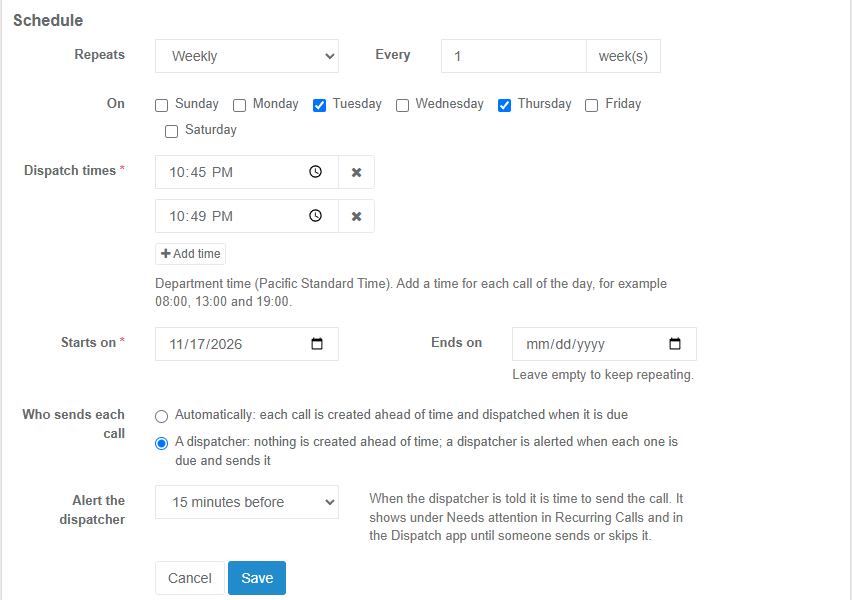 Schedule
Repeats Weekly Every 1 week(s)
On Sunday Monday Tuesday Wednesday Thursday Friday
Saturday
Dispatch times * 10:45 PM
10:49 PM
Add time
Department time (Pacific Standard Time). Add a time for each call of the day, for example
08:00, 13:00 and 19:00.
Starts on * 11/17/2026 Ends on mm/dd/yyyy
Leave empty to keep repeating.
Who sends each
call
Automatically: each call is created ahead of time and dispatched when it is due
A dispatcher: nothing is created ahead of time; a dispatcher is alerted when each one is
due and sends it
Alert the
dispatcher
15 minutes before
When the dispatcher is told it is time to send the call. It
shows under Needs attention in Recurring Calls and in
the Dispatch app until someone sends or skips it.
Cancel Save